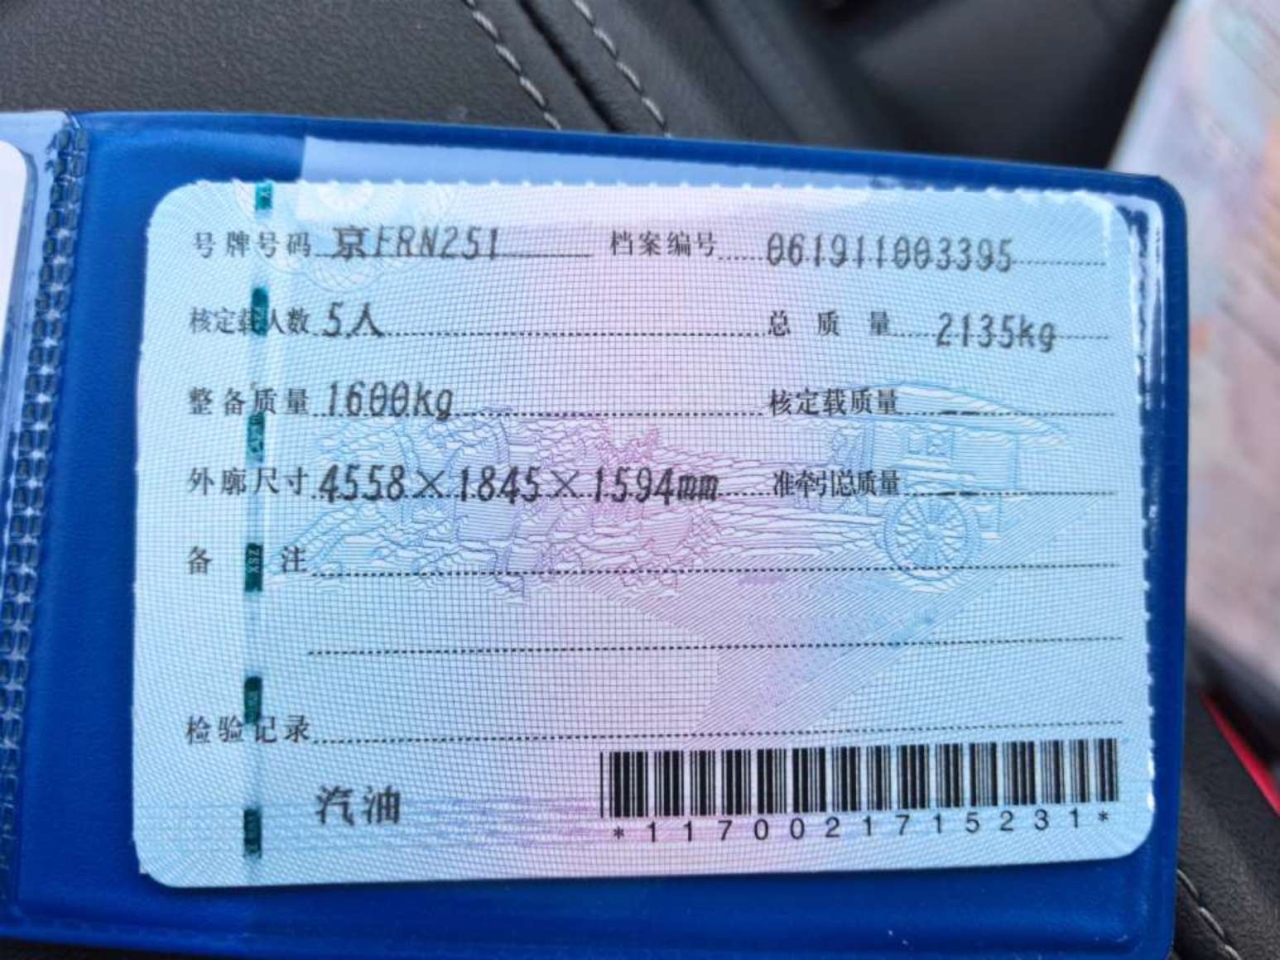 号牌号码 京FRN251 档案编号 061911003395
核定载人数 5人 总质量 2135kg
整备质量 1600kg 核定载质量 --
外廓尺寸 4558×1845×1594mm 准牵引总质量 --
备注
检验记录
汽油
*1170021715231*